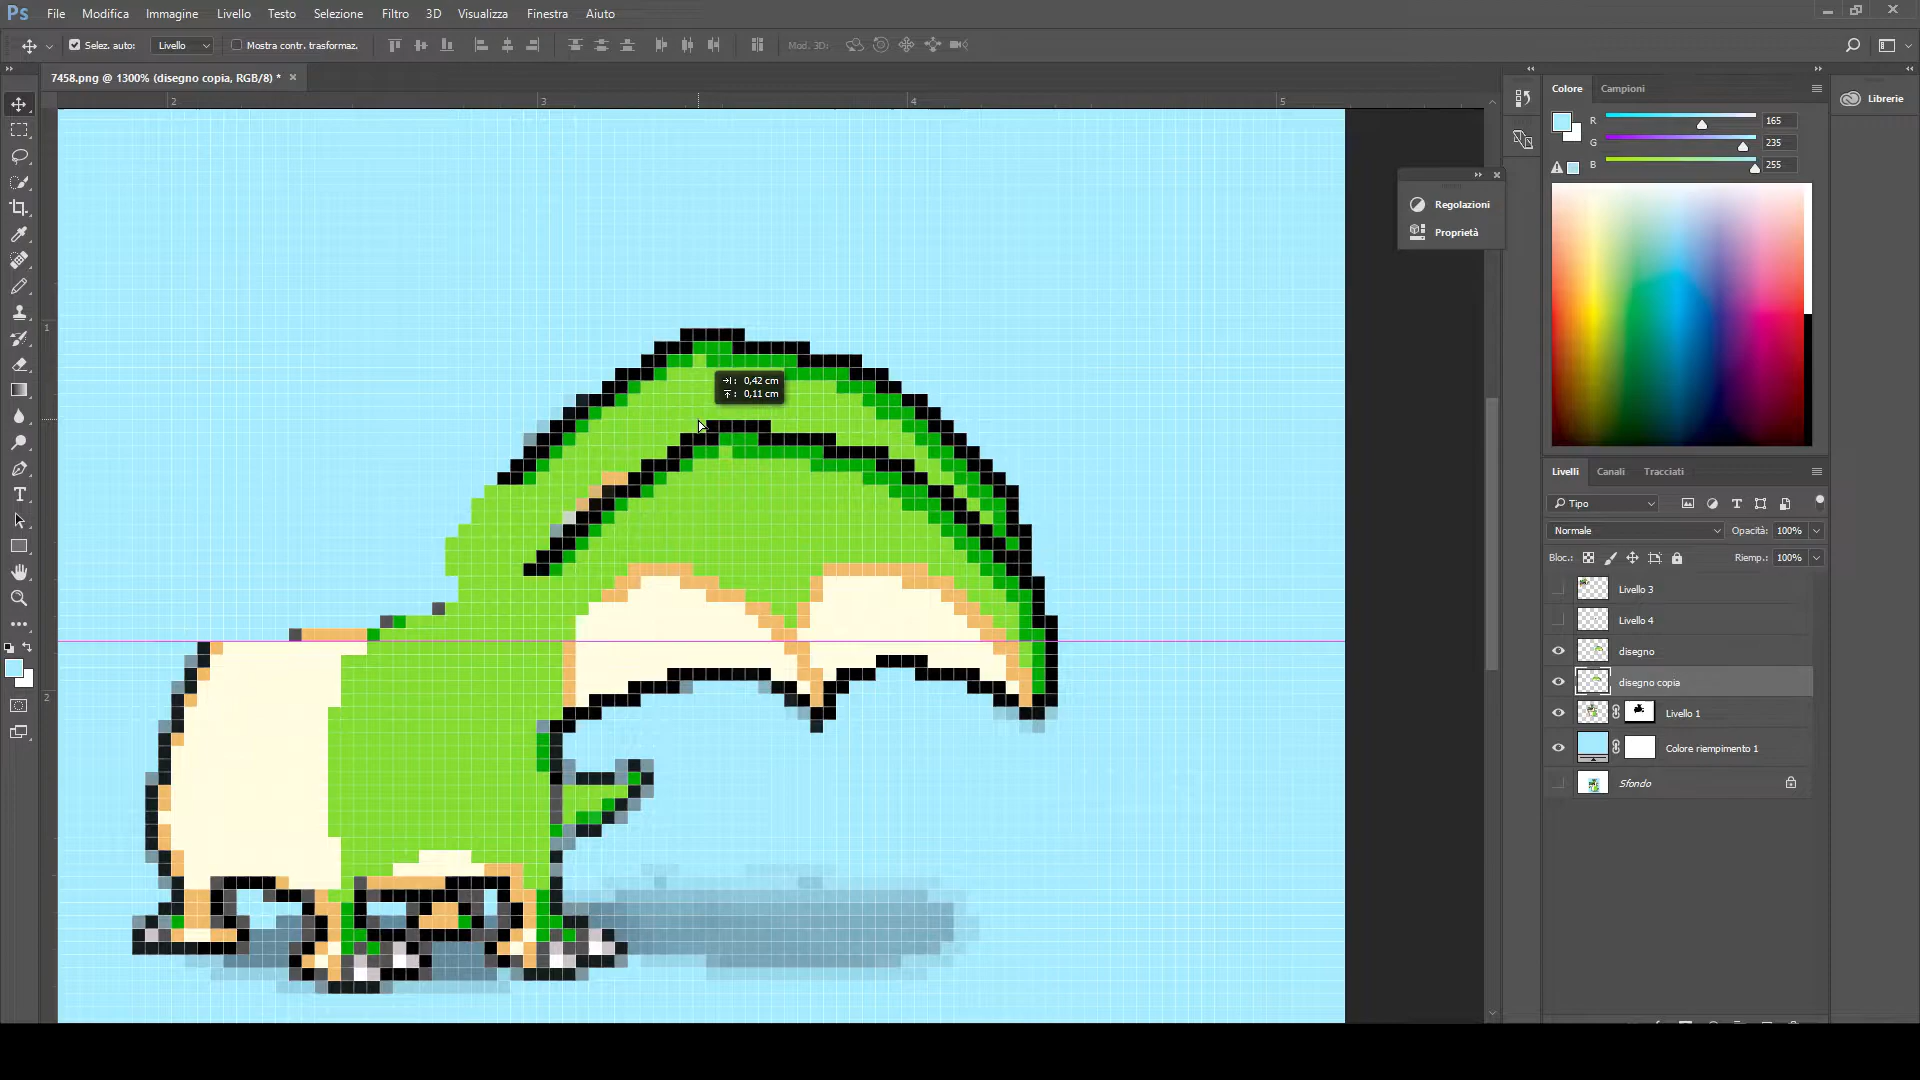 Ps File Modifica Immagine Livello Testo Selezione Filtro 3D Visualizza Finestra Aiuto
Selez. auto: Livello Mostra contr. trasformaz. Mod. 3D:
7458.png @ 1300% (disegno copia, RGB/8) * ×
2 3 4 5
1
2
: 0,42 cm
: 0,11 cm
Regolazioni
Proprietà
Colore Campioni
R 165
G 235
B 255
Librerie
Livelli Canali Tracciati
Tipo
Normale Opacità: 100%
Bloc.: Riemp.: 100%
Livello 3
Livello 4
disegno
disegno copia
Livello 1
Colore riempimento 1
Sfondo